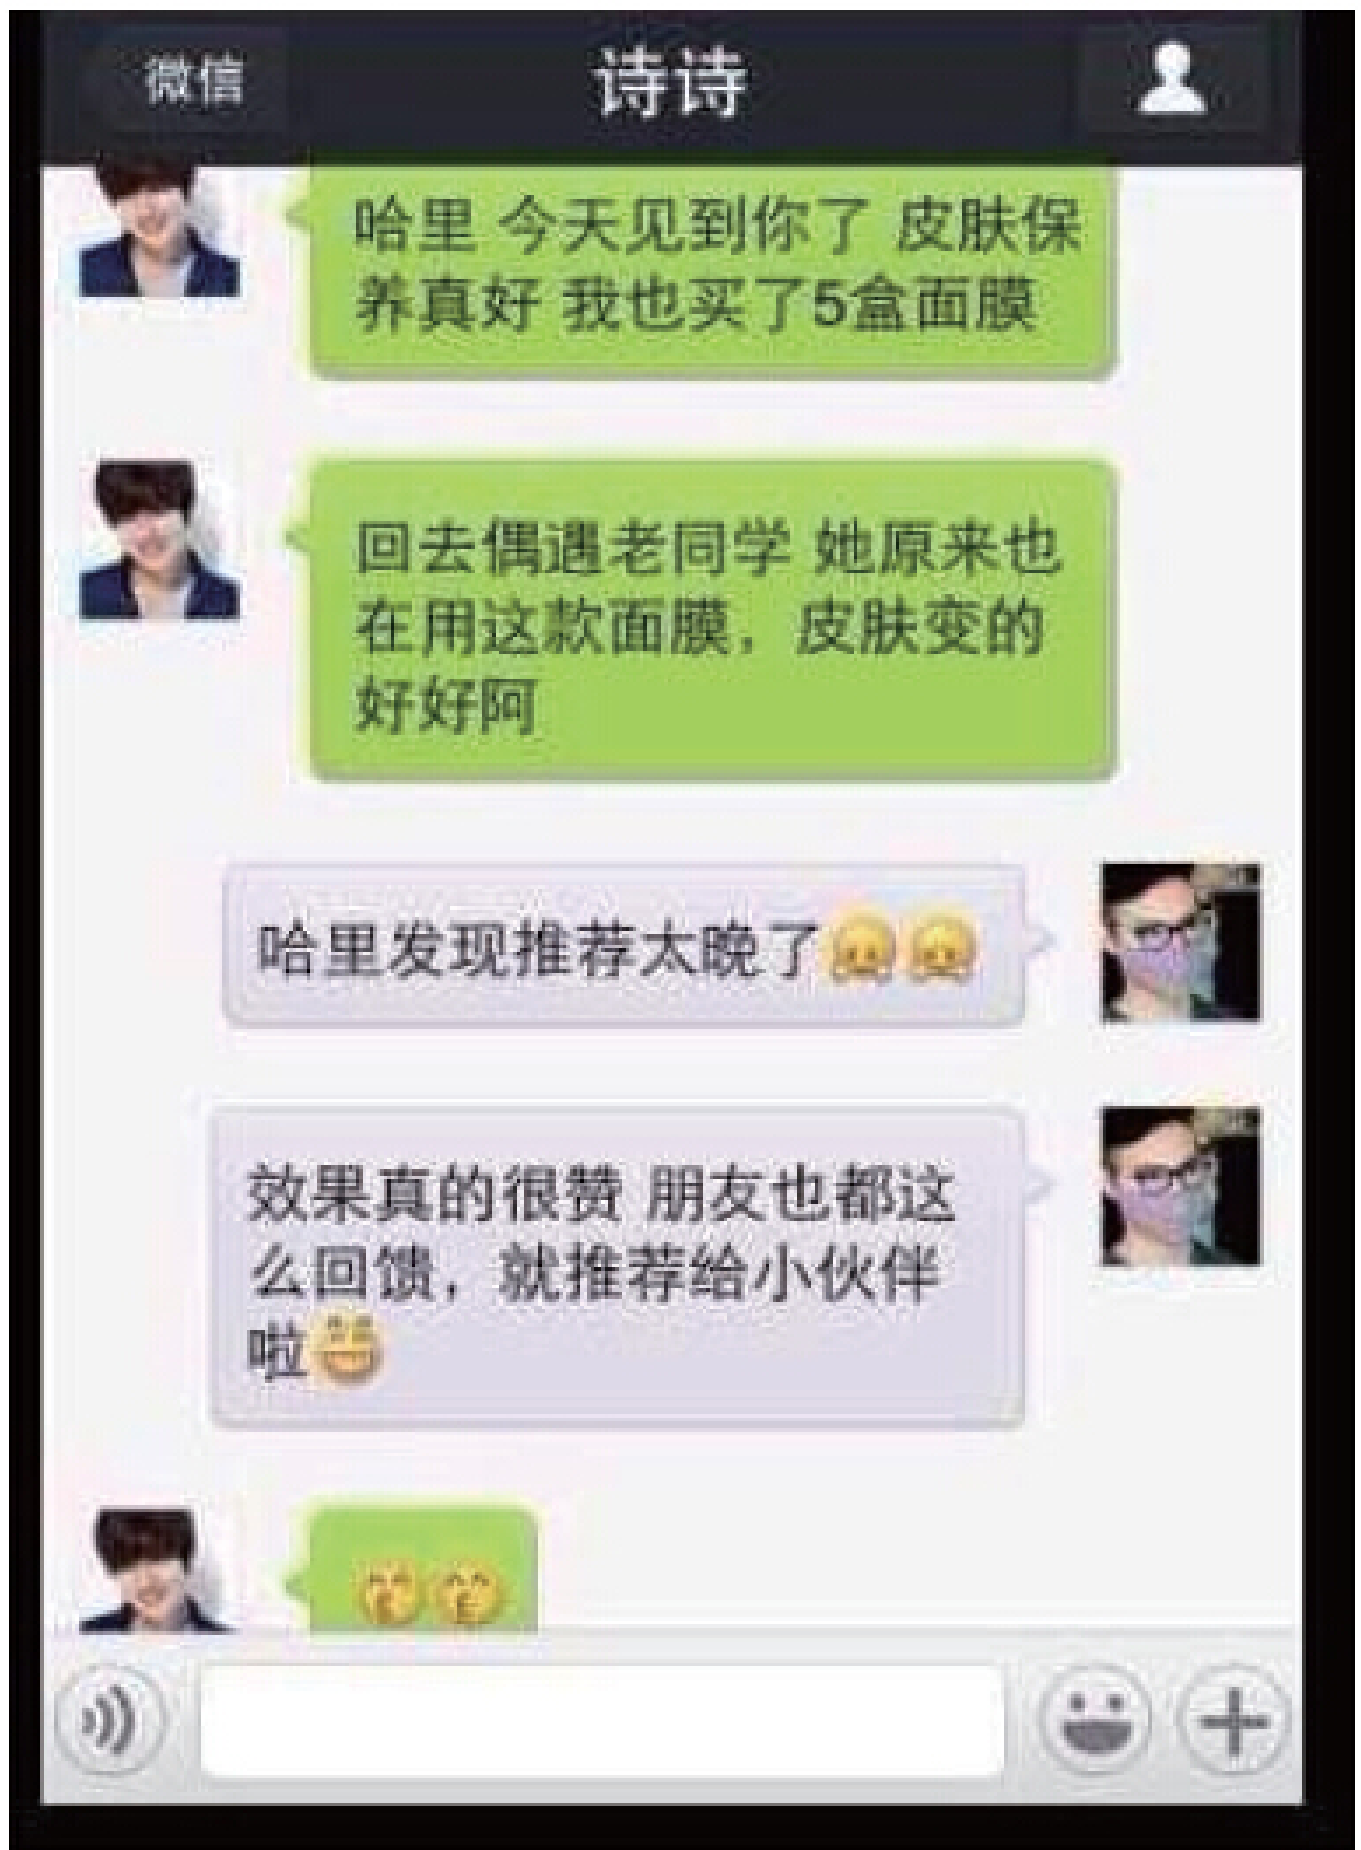 微信
诗诗
哈里 今天见到你了 皮肤保
养真好 我也买了5盒面膜
回去偶遇老同学 她原来也
在用这款面膜，皮肤变的
好好阿
哈里发现推荐太晚了
效果真的很赞 朋友也都这
么回馈，就推荐给小伙伴
啦